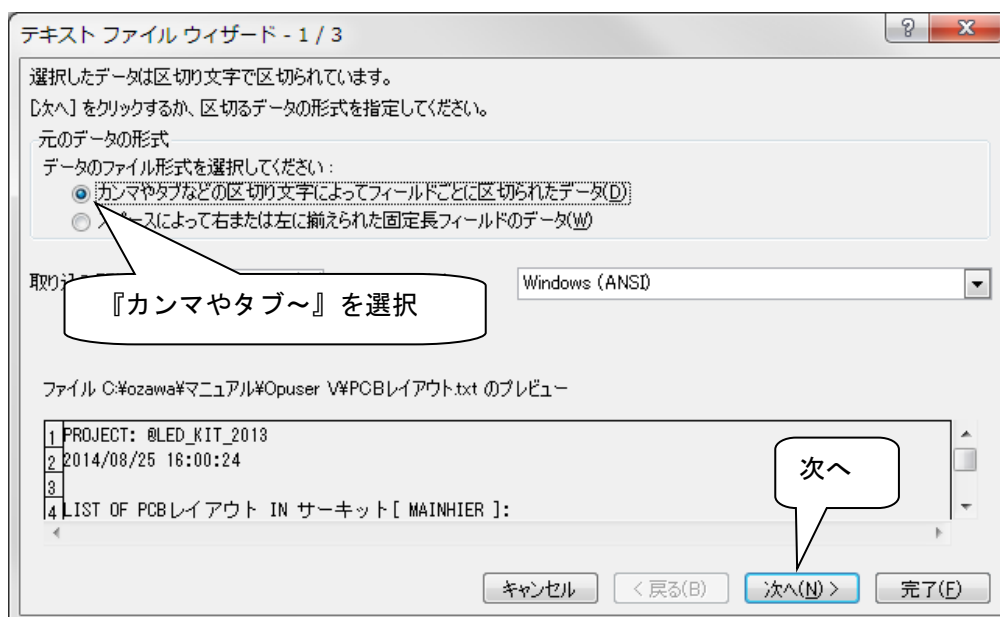 テキスト ファイル ウィザード - 1 / 3
選択したデータは区切り文字で区切られています。
[次へ] をクリックするか、区切るデータの形式を指定してください。
元のデータの形式
データのファイル形式を選択してください:
カンマやタブなどの区切り文字によってフィールドごとに区切られたデータ(D)
によって右または左に揃えられた固定長フィールドのデータ(W)
取り込
Windows (ANSI)
『カンマやタブ～』を選択
ファイル C:¥ozawa¥マニュアル¥Opuser V¥PCBレイアウト.txt のプレビュー
1 PROJECT: @LED_KIT_2013
2 2014/08/25 16:00:24
3
4 LIST OF PCBレイアウト IN サーキット[ MAINHIER ]:
次へ
キャンセル < 戻る(B) 次へ(N) > 完了(F)